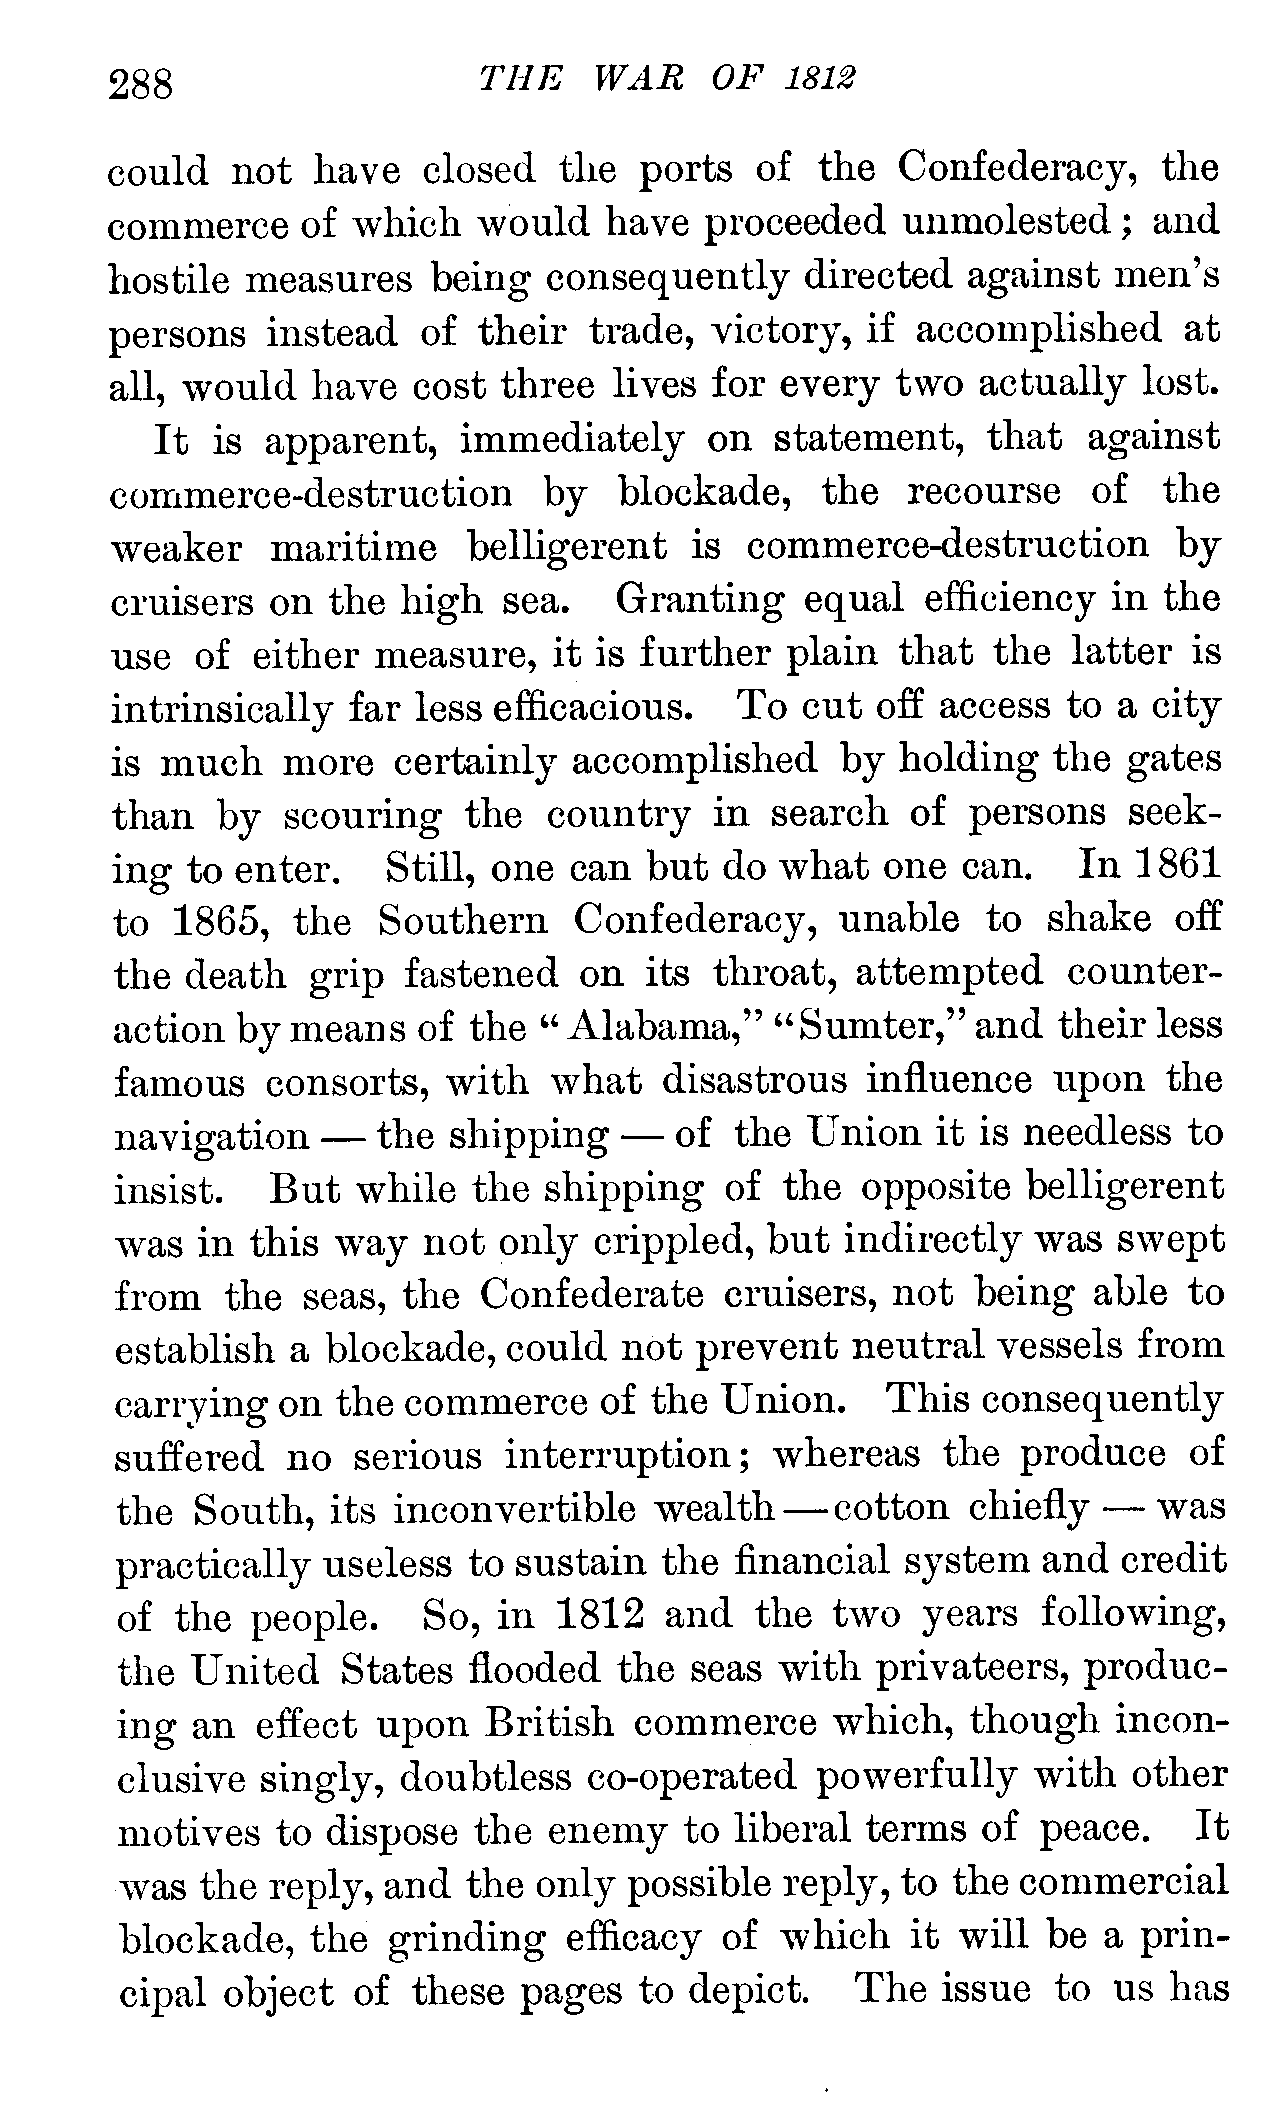 288 THE WAR OF 1812
could not have closed the ports of the Confederacy, the
commerce of which would have proceeded unmolested; and
hostile measures being consequently directed against men's
persons instead of their trade, victory, if accomplished at
all, would have cost three lives for every two actually lost.
It is apparent, immediately on statement, that against
commerce-destruction by blockade, the recourse of the
weaker maritime belligerent is commerce-destruction by
cruisers on the high sea. Granting equal efficiency in the
use of either measure, it is further plain that the latter is
intrinsically far less efficacious. To cut off access to a city
is much more certainly accomplished by holding the gates
than by scouring the country in search of persons seek-
ing to enter. Still, one can but do what one can. In 1861
to 1865, the Southern Confederacy, unable to shake off
the death grip fastened on its throat, attempted counter-
action by means of the "Alabama," "Sumter," and their less
famous consorts, with what disastrous influence upon the
navigation — the shipping — of the Union it is needless to
insist. But while the shipping of the opposite belligerent
was in this way not only crippled, but indirectly was swept
from the seas, the Confederate cruisers, not being able to
establish a blockade, could not prevent neutral vessels from
carrying on the commerce of the Union. This consequently
suffered no serious interruption; whereas the produce of
the South, its inconvertible wealth — cotton chiefly — was
practically useless to sustain the financial system and credit
of the people. So, in 1812 and the two years following,
the United States flooded the seas with privateers, produc-
ing an effect upon British commerce which, though incon-
clusive singly, doubtless co-operated powerfully with other
motives to dispose the enemy to liberal terms of peace. It
was the reply, and the only possible reply, to the commercial
blockade, the grinding efficacy of which it will be a prin-
cipal object of these pages to depict. The issue to us has